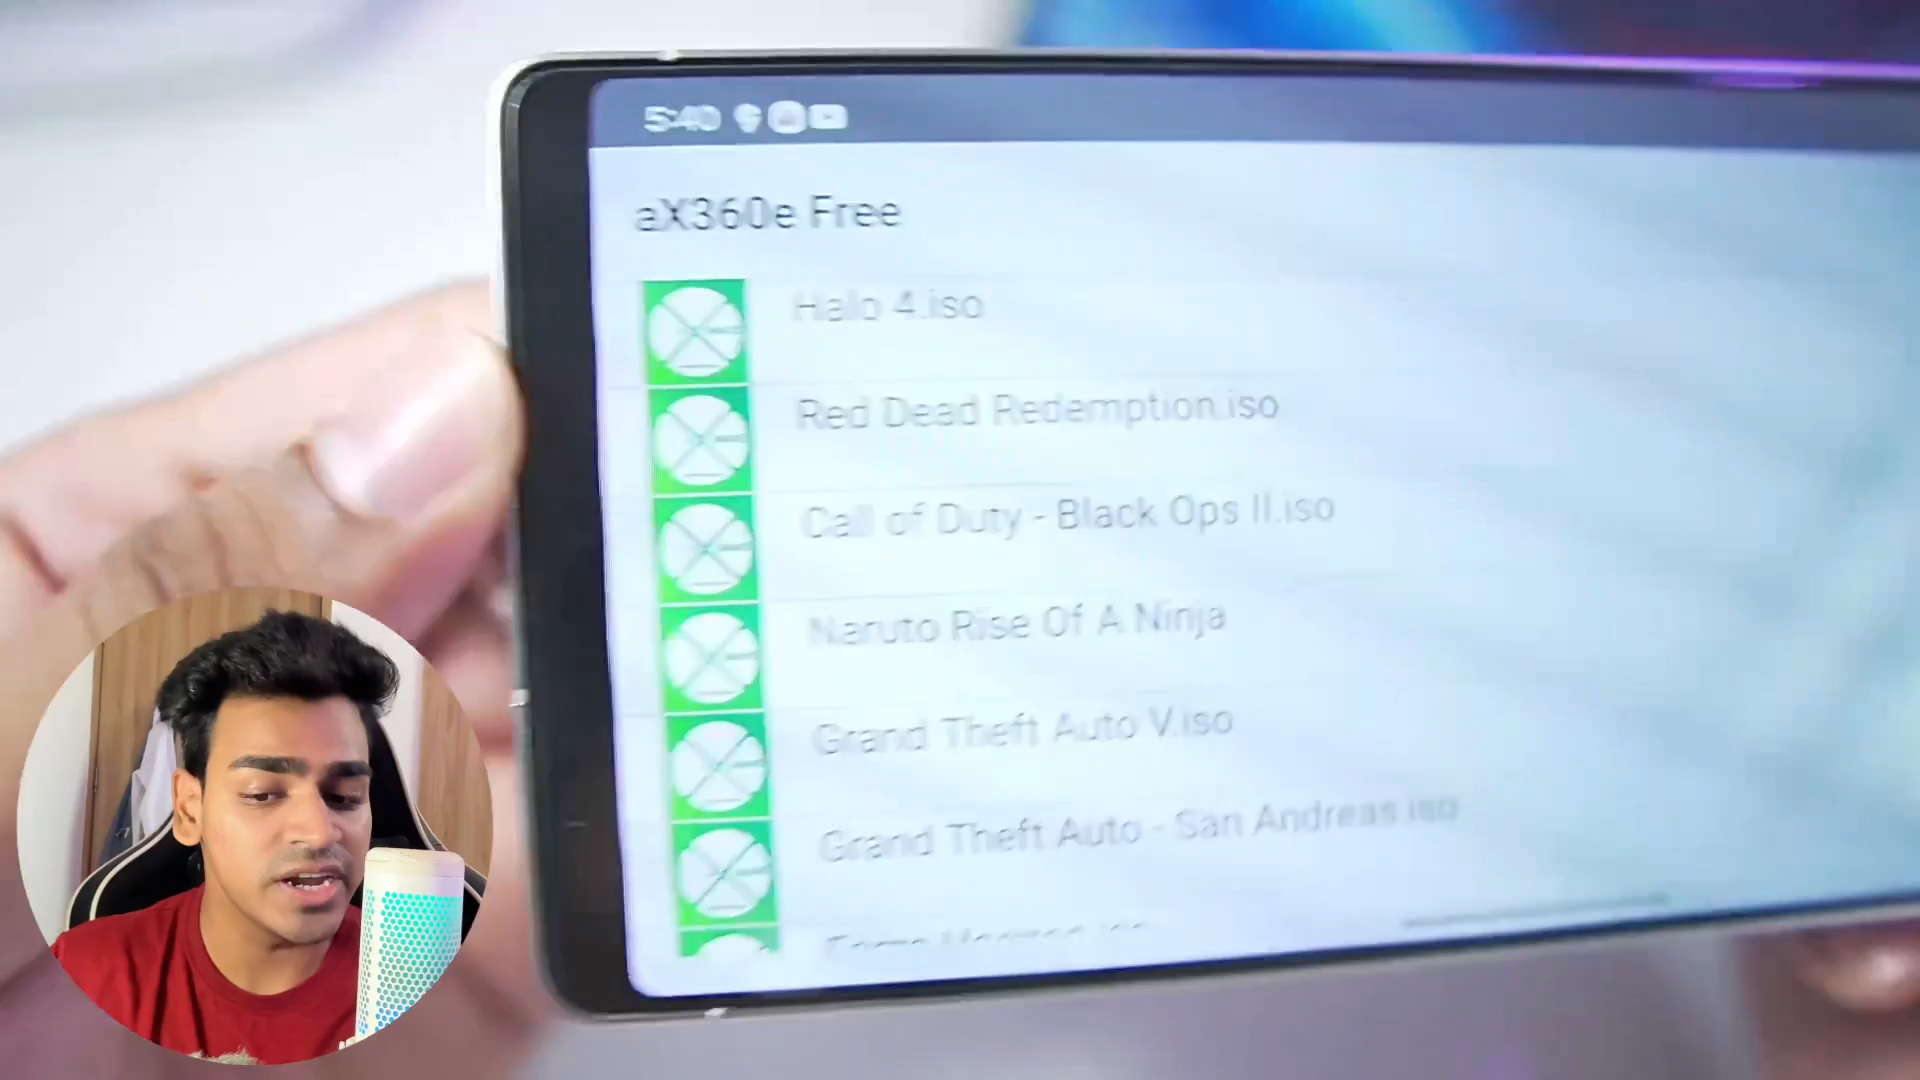 5:40
aX360e Free
Halo 4.iso
Red Dead Redemption.iso
Call of Duty - Black Ops II.iso
Naruto Rise Of A Ninja
Grand Theft Auto V.iso
Grand Theft Auto - San Andreas.iso